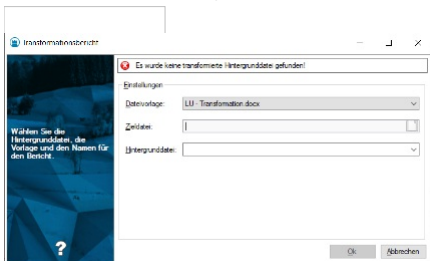 Transformationsbericht
Es wurde keine transformierte Hintergrunddatei gefunden!
Einstellungen
Dateivorlage: LU - Transformation.docx
Zieldatei:
Hintergrunddatei:
Wählen Sie die
Hintergrunddatei, die
Vorlage und den Namen für
den Bericht.
?
Ok Abbrechen